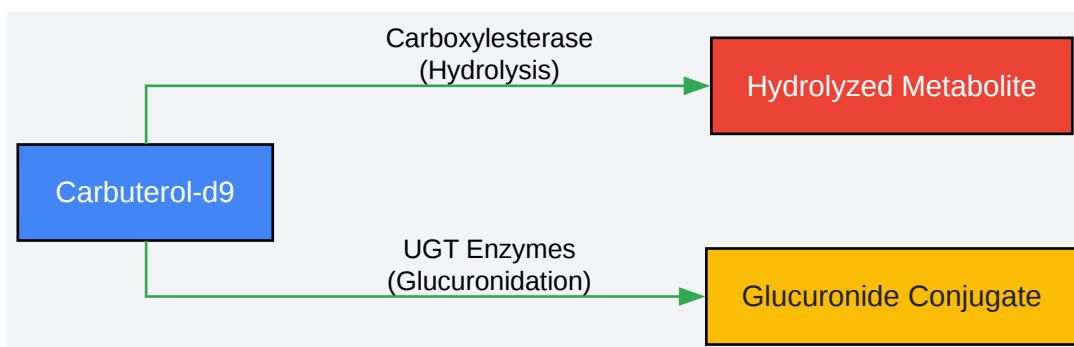 Carboxylesterase
(Hydrolysis)
Hydrolyzed Metabolite
Carbuterol-d9
UGT Enzymes
(Glucuronidation)
Glucuronide Conjugate